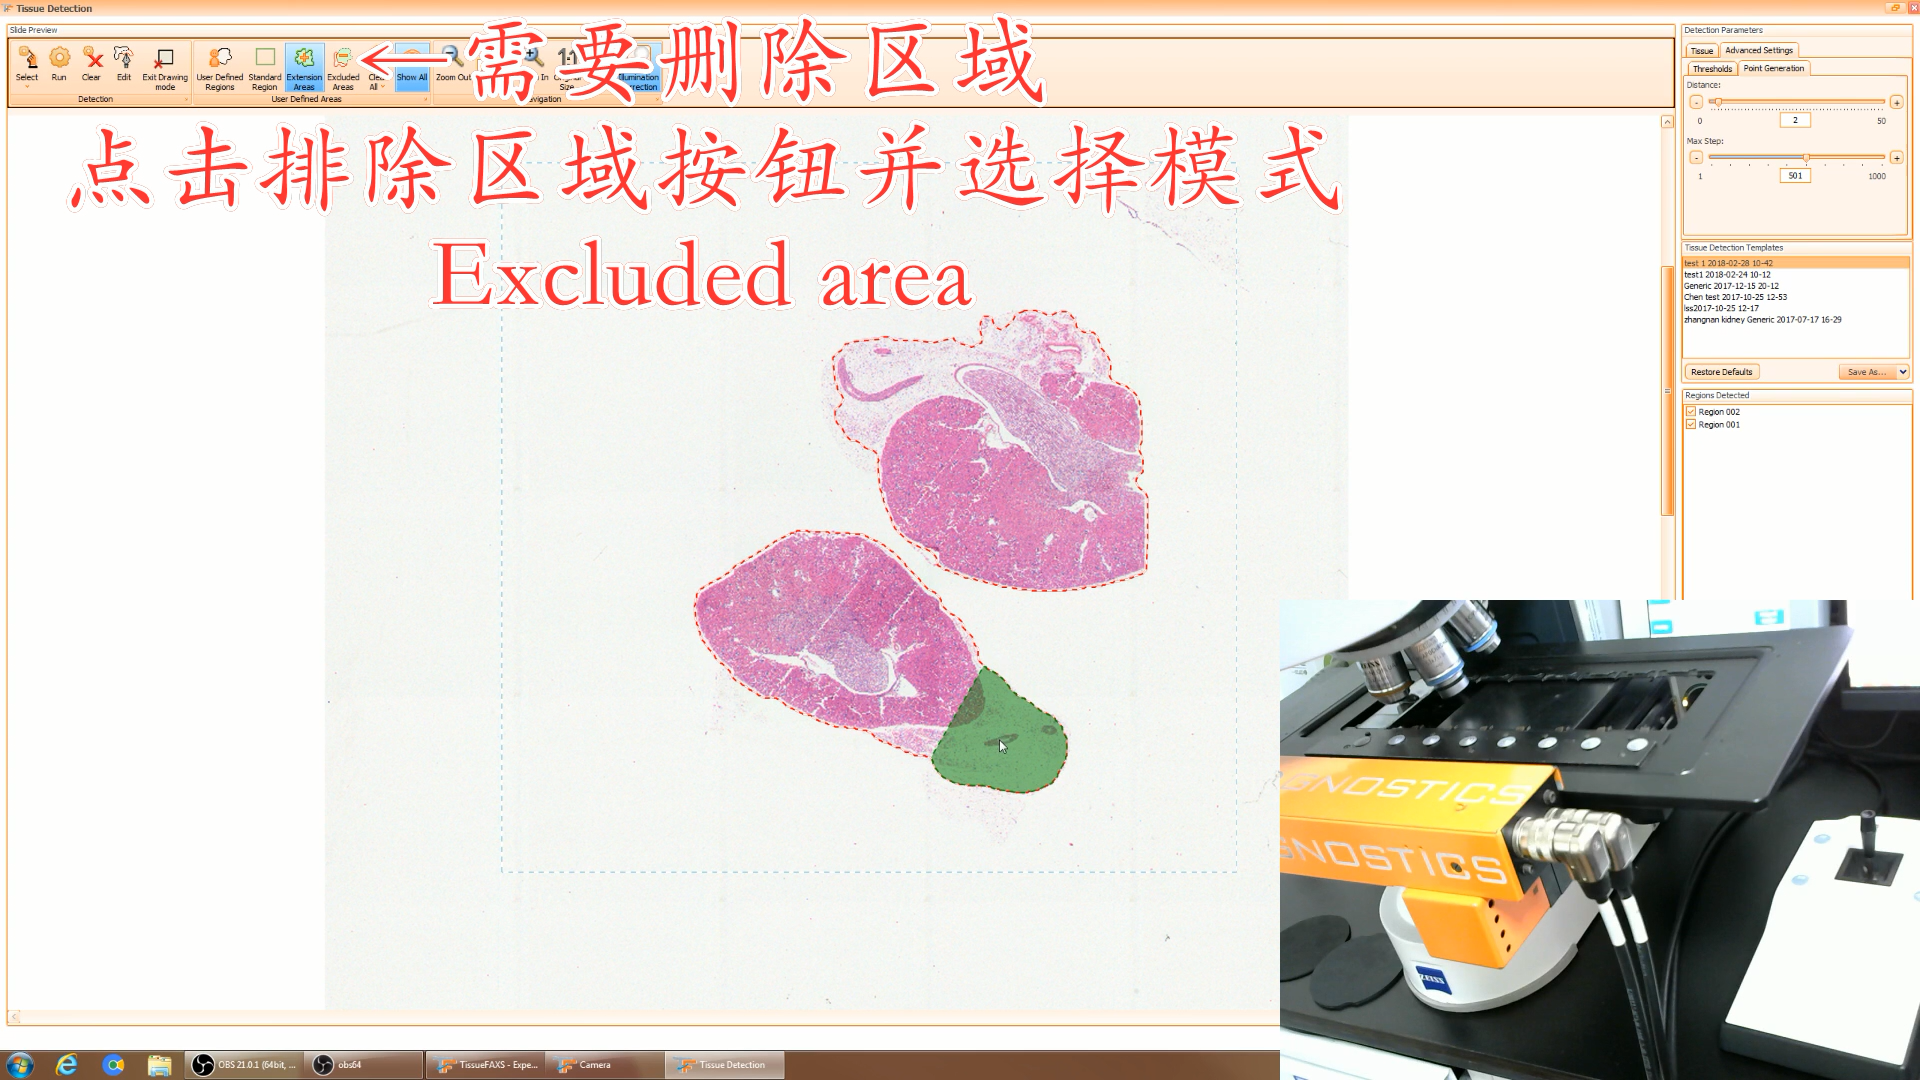 Tissue Detection
Slide Preview
Select
Run
Clear
Edit
Exit Drawing mode
User Defined Regions
Standard Region
Extension Areas
Excluded Areas
Clear All
Show All
Zoom Out
In
Size
Detection
User Defined Areas
需要删除区域
点击排除区域按钮并选择模式
Excluded area
Detection Parameters
Tissue
Advanced Settings
Thresholds
Point Generation
Distance:
0
2
50
Max Step:
1
501
1000
Tissue Detection Templates
test 1 2018-02-28 10-42
test1 2018-02-24 10-12
Generic 2017-12-15 20-12
Chen test 2017-10-25 12-53
lss2017-10-25 12-17
zhangnan kidney Generic 2017-07-17 16-29
Restore Defaults
Save As...
Regions Detected
Region 002
Region 001
GNOSTICS
GNOSTICS
ZEISS
OBS 21.0.1 (64bit, ...
obs64
TissueFAXS - Expe...
Camera
Tissue Detection